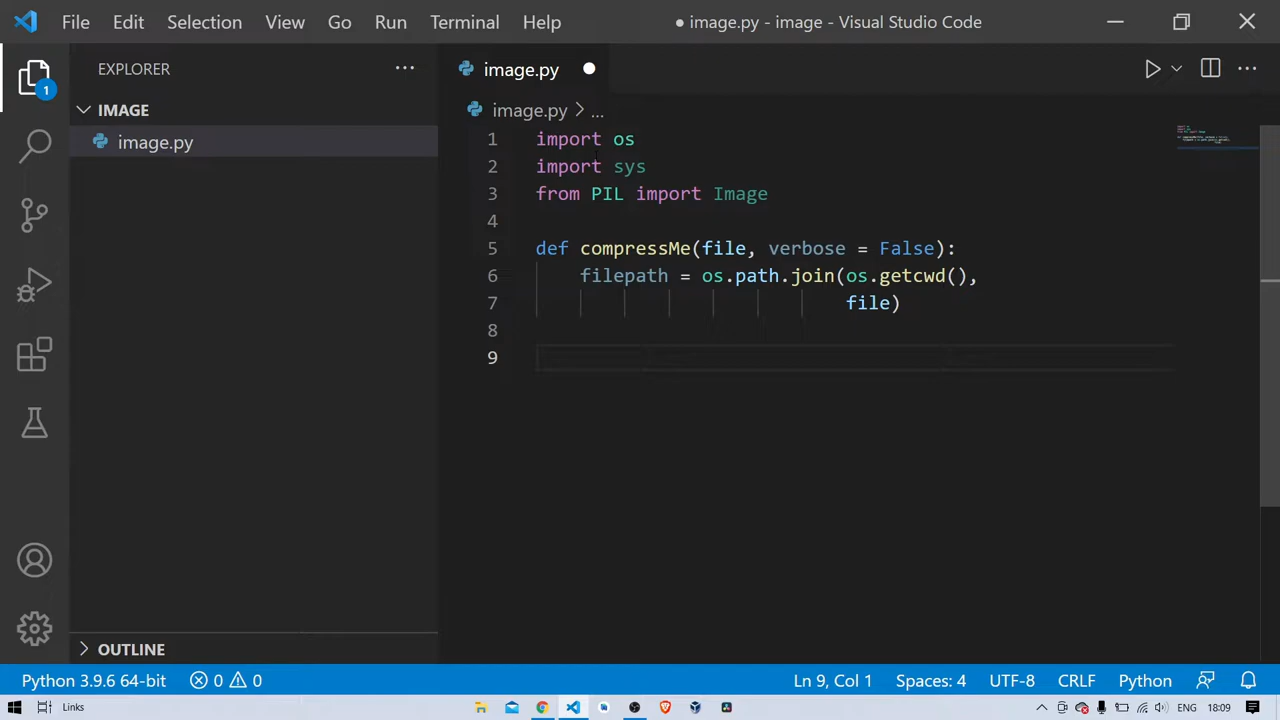 File Edit Selection View Go Run Terminal Help ● image.py - image - Visual Studio Code
EXPLORER ...
1
IMAGE
image.py
OUTLINE
image.py
image.py > ...
1 import os
2 import sys
3 from PIL import Image
4
5 def compressMe(file, verbose = False):
6 filepath = os.path.join(os.getcwd(),
7 file)
8
9
Python 3.9.6 64-bit 0 0 Ln 9, Col 1 Spaces: 4 UTF-8 CRLF Python
Links ENG 18:09